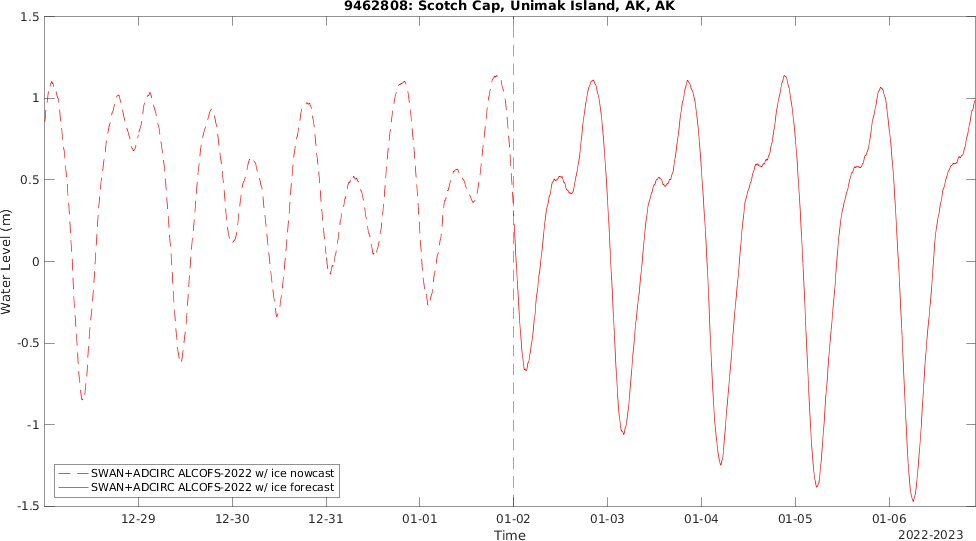 9462808: Scotch Cap, Unimak Island, AK, AK
1.5
1
0.5
0
-0.5
-1
-1.5
Water Level (m)
SWAN+ADCIRC ALCOFS-2022 w/ ice nowcast
SWAN+ADCIRC ALCOFS-2022 w/ ice forecast
12-29 12-30 12-31 01-01 01-02 01-03 01-04 01-05 01-06
Time
2022-2023